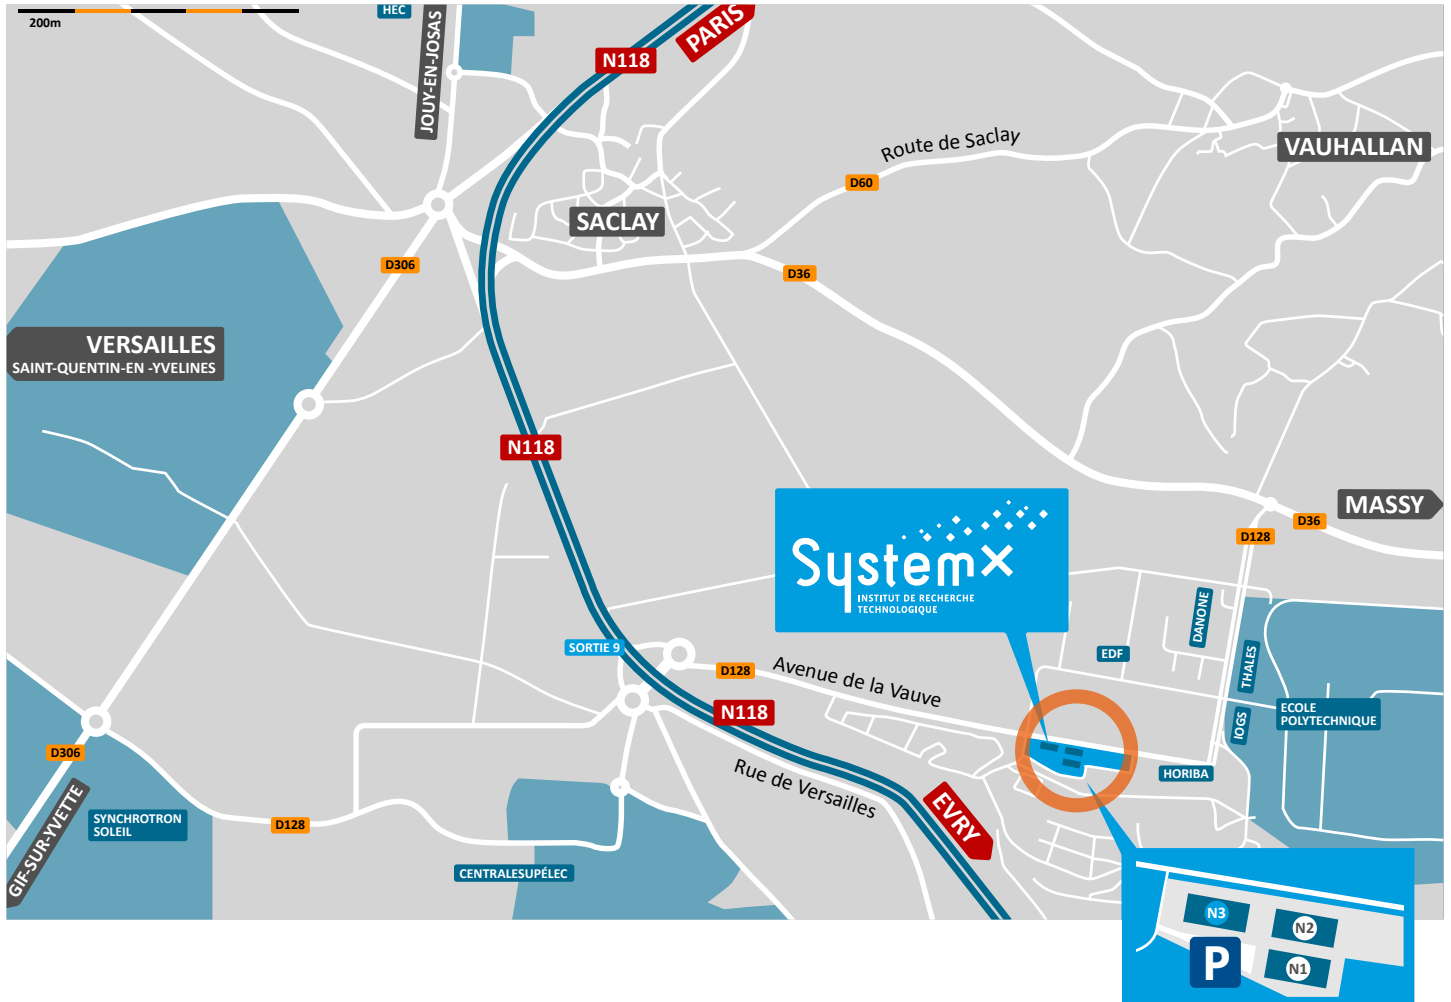 200m
HEC
JOUY-EN-JOSAS
N118
PARIS
Route de Saclay
VAUHALLAN
D60
SACLAY
D306
D36
VERSAILLES
SAINT-QUENTIN-EN -YVELINES
N118
MASSY
D36
D128
System
INSTITUT DE RECHERCHE
TECHNOLOGIQUE
DANONE
SORTIE 9
EDF
THALES
D128
Avenue de la Vauve
N118
IOGS
ECOLE
POLYTECHNIQUE
D306
Rue de Versailles
HORIBA
GIF-SUR-YVETTE
SYNCHROTRON
SOLEIL
D128
EVRY
CENTRALESUPÉLEC
N3
N2
N1
P